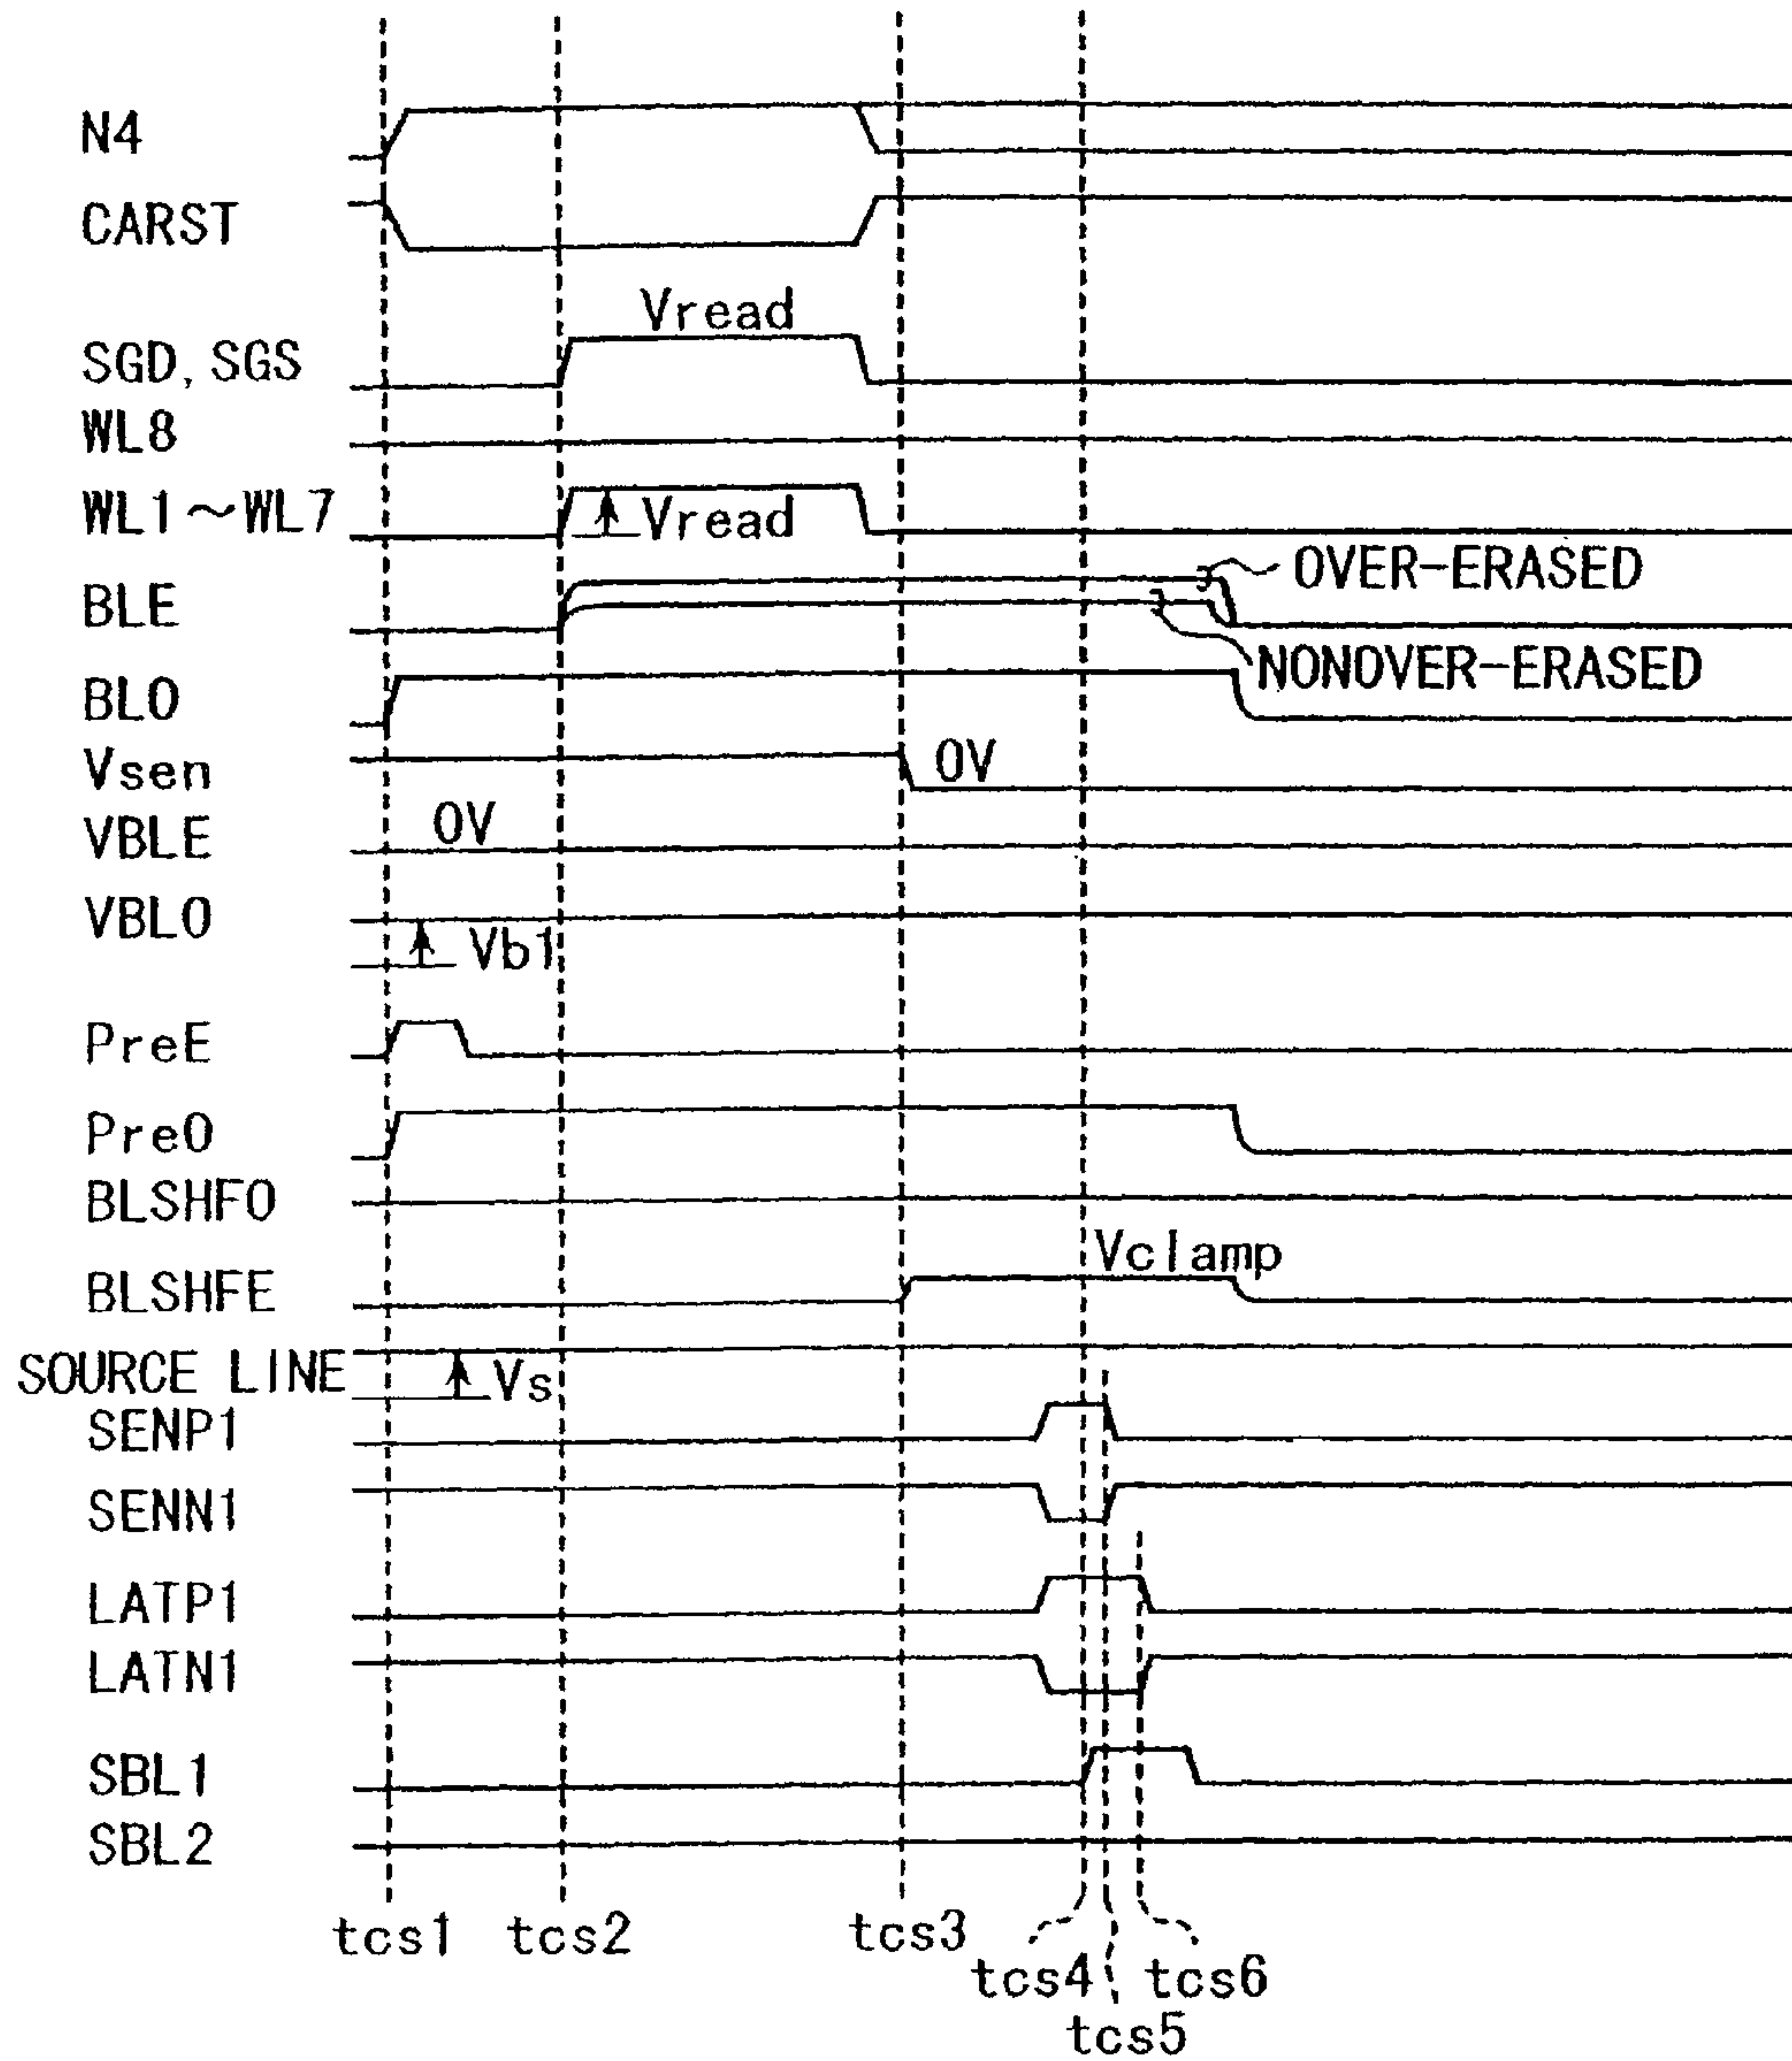 N4
CARST
Vread
SGD, SGS
WL8
WL1～WL7
Vread
OVER-ERASED
BLE
NONOVER-ERASED
BLO
Vsen
0V
VBLE
0V
VBLO
Vb1
PreE
PreO
BLSHFO
Vclamp
BLSHFE
SOURCE LINE
Vs
SENP1
SENN1
LATP1
LATN1
SBL1
SBL2
tcs1
tcs2
tcs3
tcs4
tcs6
tcs5